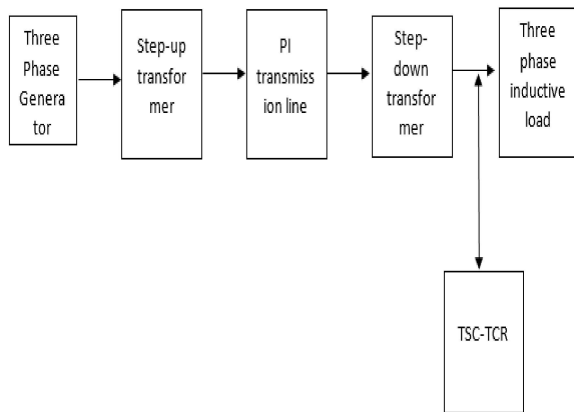 Three
Phase
Genera
tor
Step-up
transfor
mer
PI
transmiss
ion line
Step-
down
transfor
mer
Three
phase
inductive
load
TSC-TCR